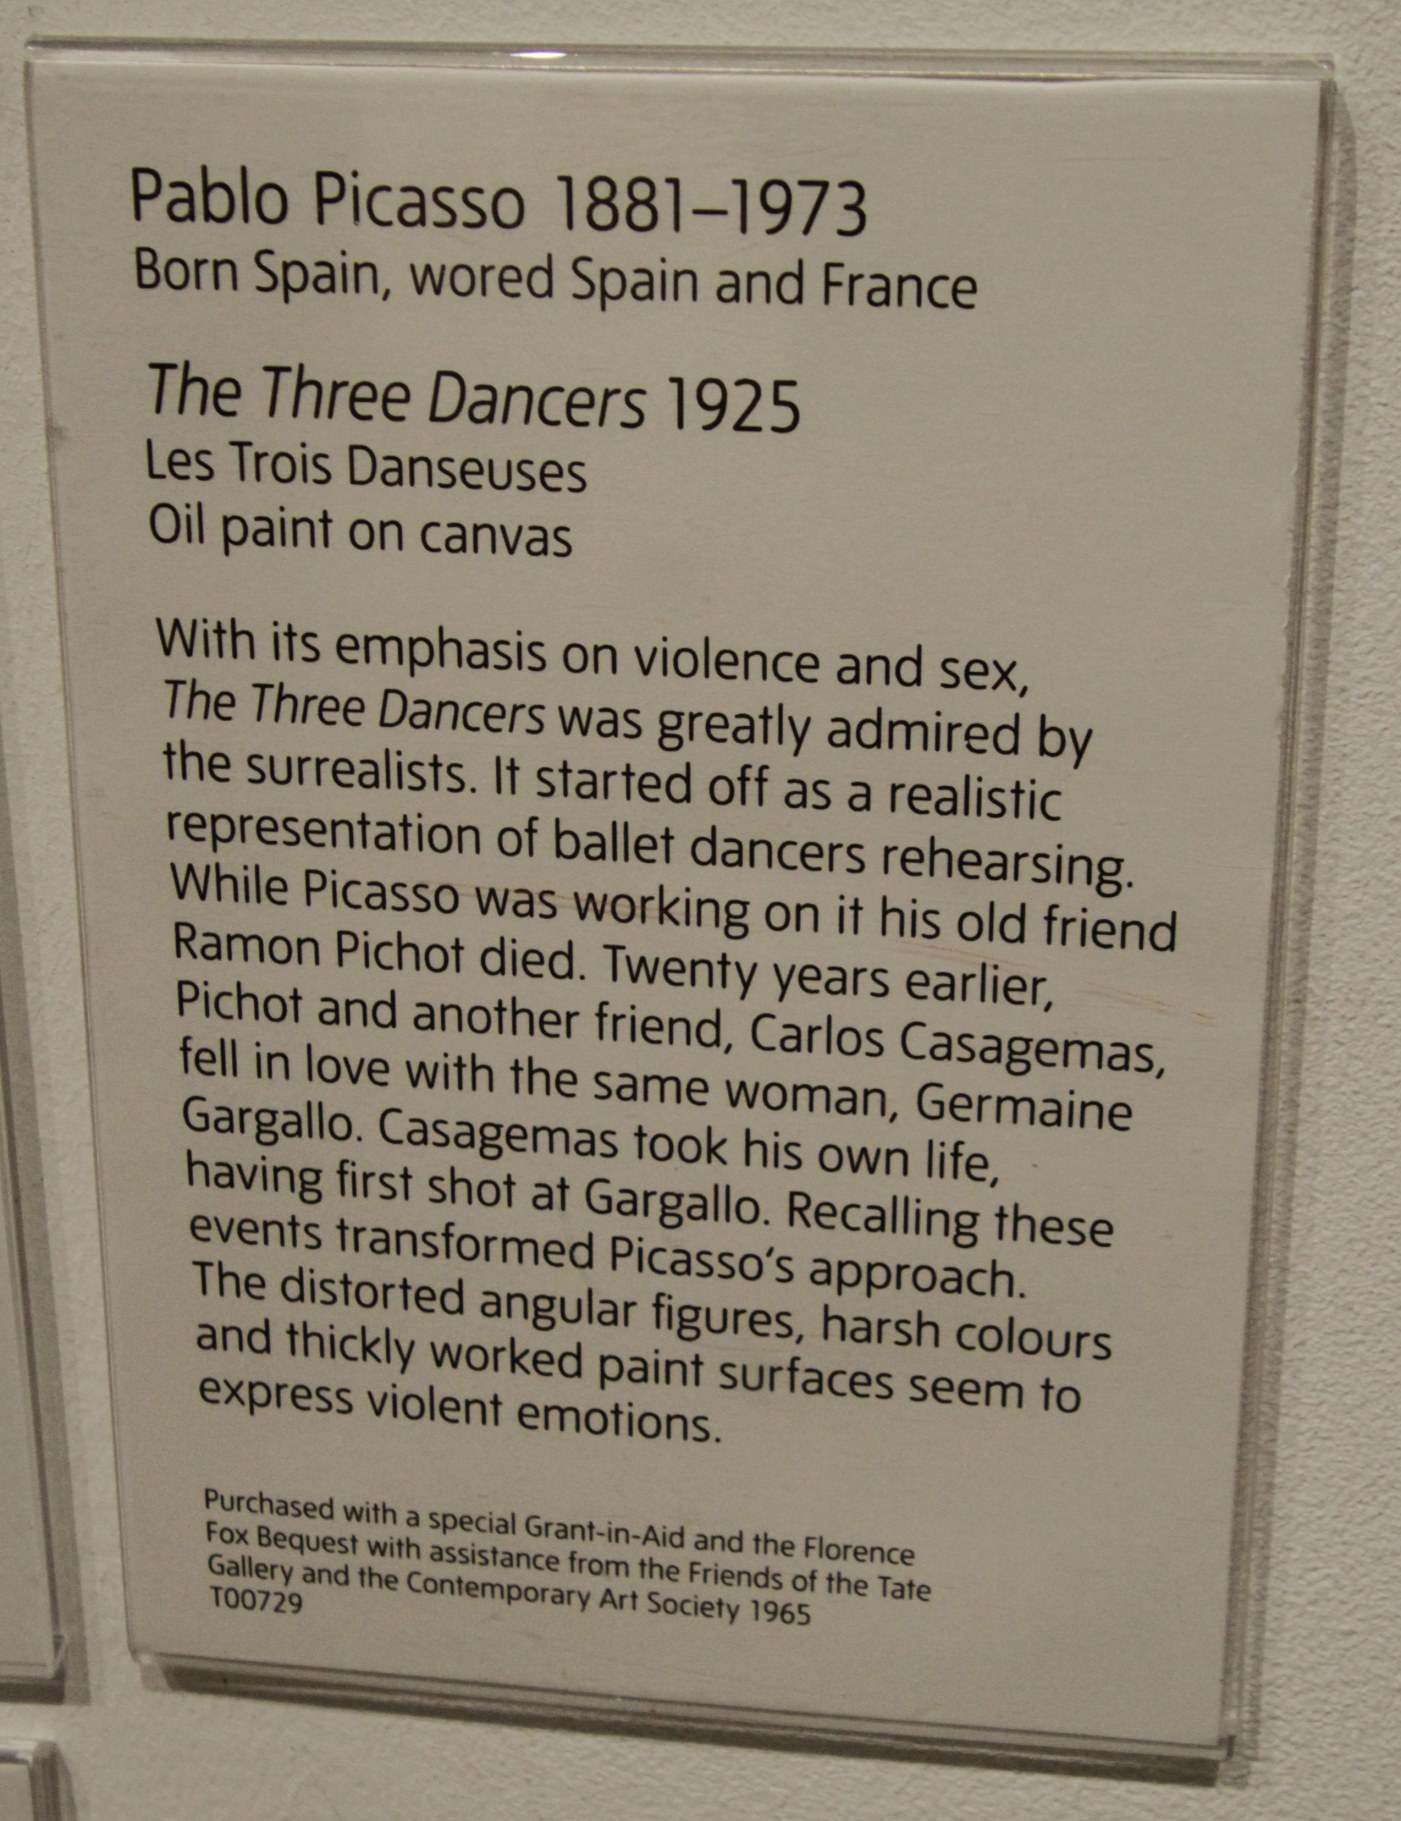 Pablo Picasso 1881–1973
Born Spain, wored Spain and France
The Three Dancers 1925
Les Trois Danseuses
Oil paint on canvas
With its emphasis on violence and sex,
The Three Dancers was greatly admired by
the surrealists. It started off as a realistic
representation of ballet dancers rehearsing.
While Picasso was working on it his old friend
Ramon Pichot died. Twenty years earlier,
Pichot and another friend, Carlos Casagemas,
fell in love with the same woman, Germaine
Gargallo. Casagemas took his own life,
having first shot at Gargallo. Recalling these
events transformed Picasso’s approach.
The distorted angular figures, harsh colours
and thickly worked paint surfaces seem to
express violent emotions.
Purchased with a special Grant-in-Aid and the Florence
Fox Bequest with assistance from the Friends of the Tate
Gallery and the Contemporary Art Society 1965
T00729